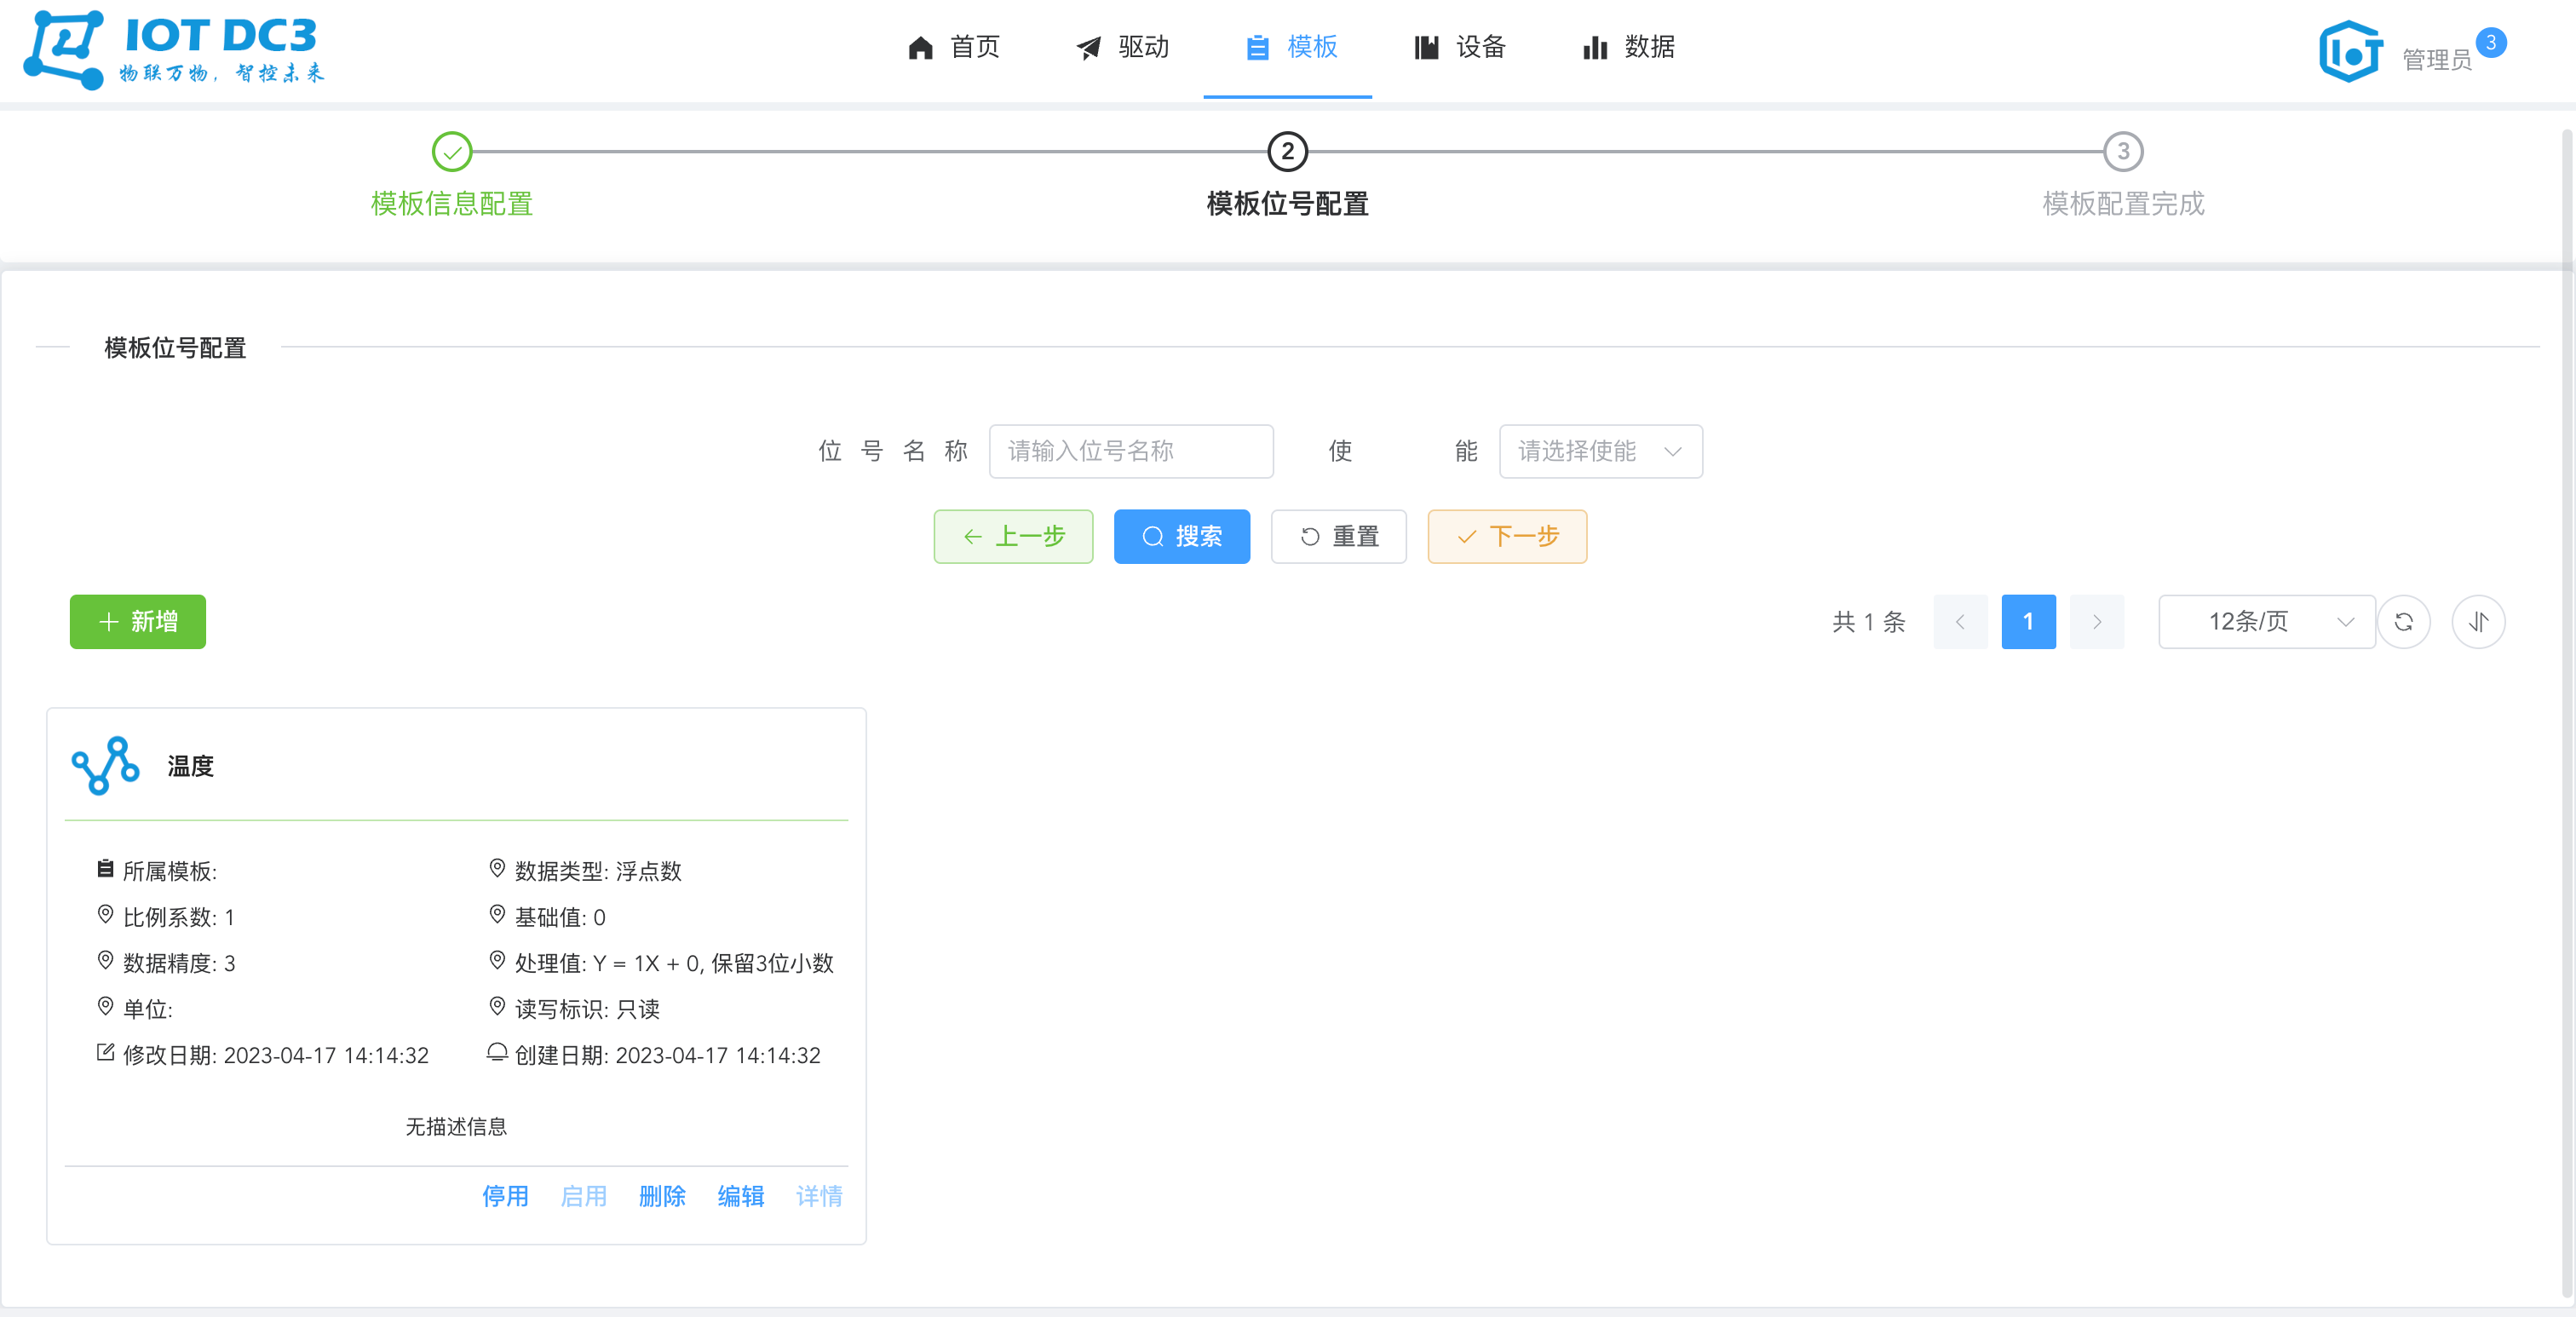 IOT DC3
物联万物，智控未来
首页 驱动 模板 设备 数据
管理员 3
2 3
模板信息配置 模板位号配置 模板配置完成
模板位号配置
位号名称 请输入位号名称 使能 请选择使能
上一步 搜索 重置 下一步
新增 共 1 条 1 12条/页
温度
所属模板: 数据类型: 浮点数
比例系数: 1 基础值: 0
数据精度: 3 处理值: Y = 1X + 0, 保留3位小数
单位: 读写标识: 只读
修改日期: 2023-04-17 14:14:32 创建日期: 2023-04-17 14:14:32
无描述信息
停用 启用 删除 编辑 详情